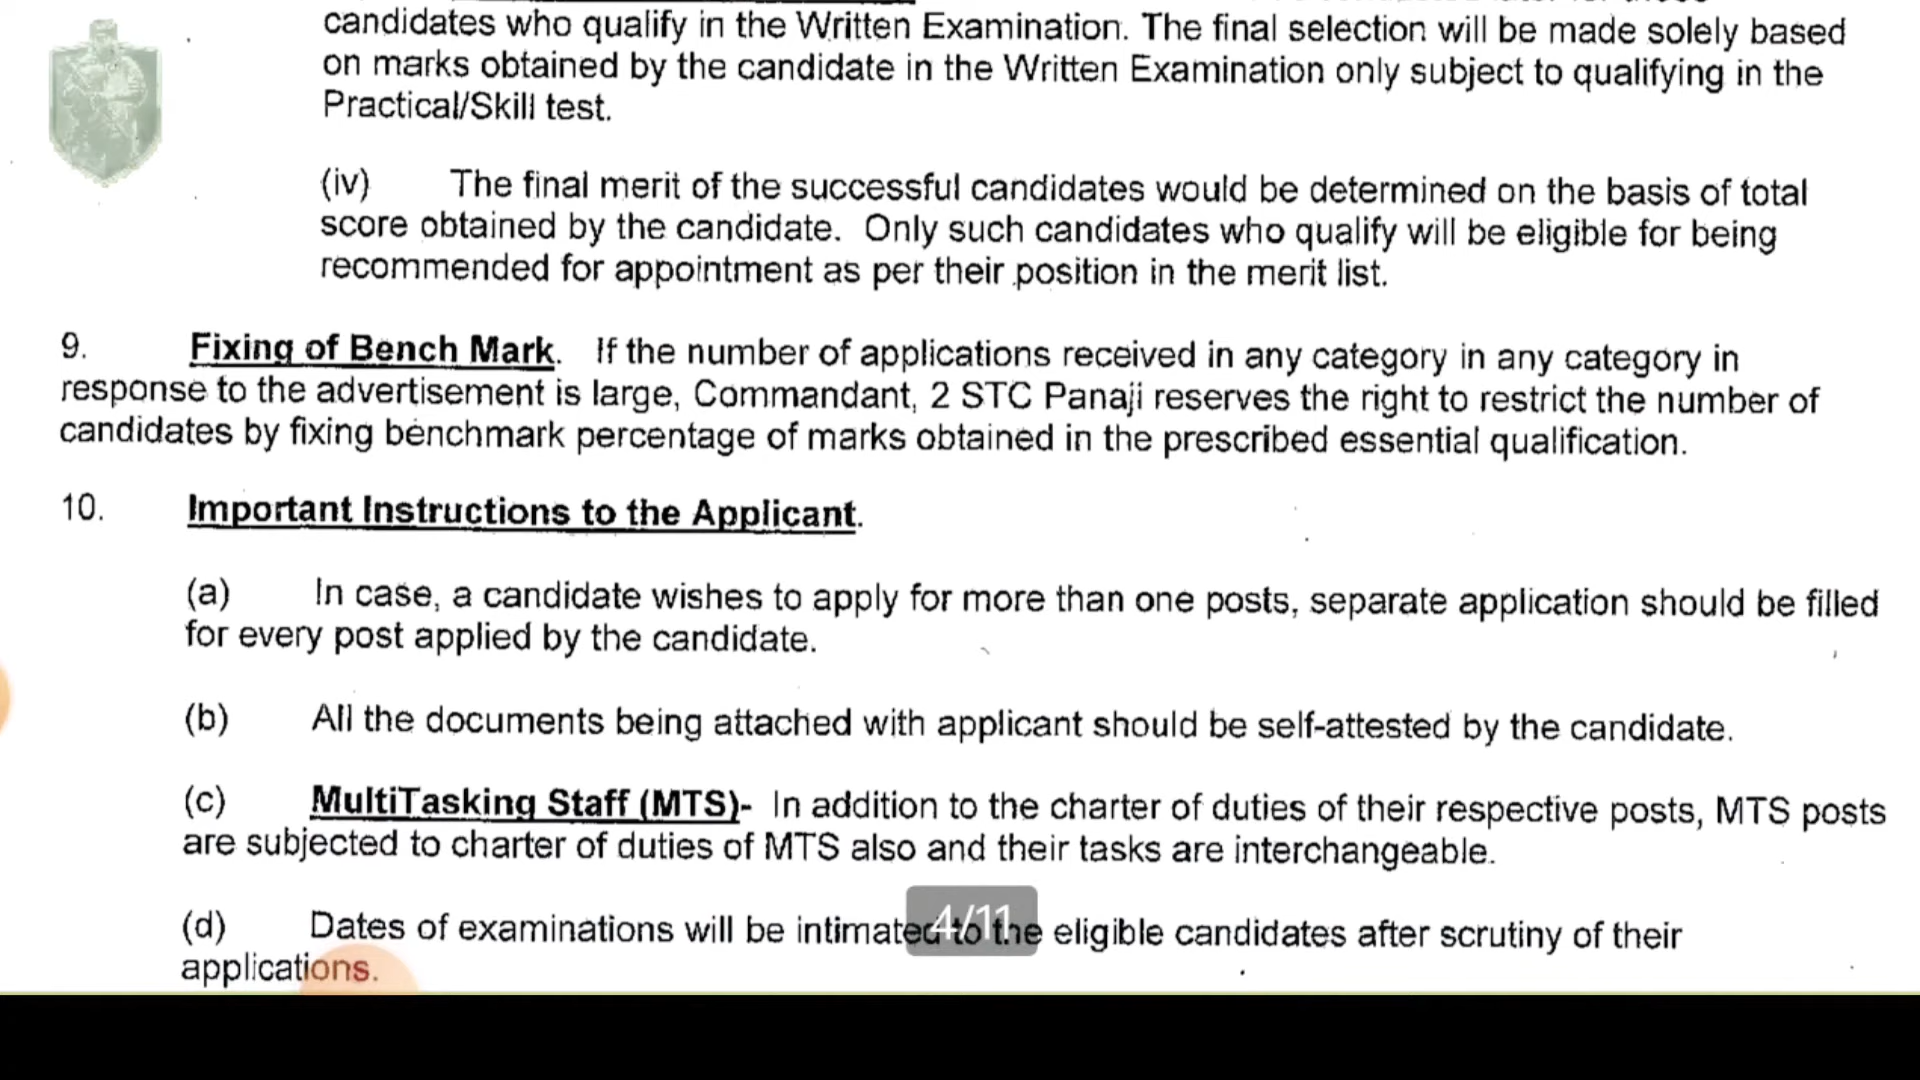 candidates who qualify in the Written Examination. The final selection will be made solely based
on marks obtained by the candidate in the Written Examination only subject to qualifying in the
Practical/Skill test.
(iv) The final merit of the successful candidates would be determined on the basis of total
score obtained by the candidate. Only such candidates who qualify will be eligible for being
recommended for appointment as per their position in the merit list.
9. Fixing of Bench Mark. If the number of applications received in any category in any category in
response to the advertisement is large, Commandant, 2 STC Panaji reserves the right to restrict the number of
candidates by fixing benchmark percentage of marks obtained in the prescribed essential qualification.
10. Important Instructions to the Applicant.
(a) In case, a candidate wishes to apply for more than one posts, separate application should be filled
for every post applied by the candidate.
(b) All the documents being attached with applicant should be self-attested by the candidate.
(c) MultiTasking Staff (MTS)- In addition to the charter of duties of their respective posts, MTS posts
are subjected to charter of duties of MTS also and their tasks are interchangeable.
(d) Dates of examinations will be intimated to the eligible candidates after scrutiny of their
applications.
4/11